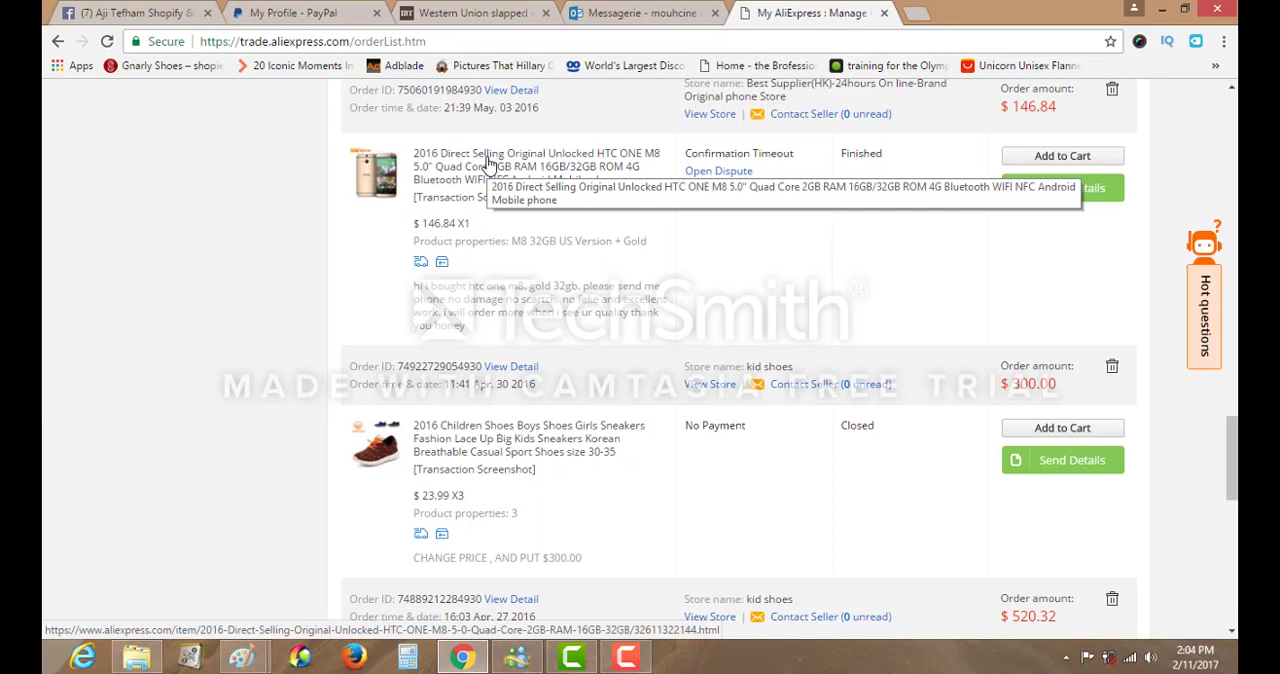 (7) Aji Tefham Shopify &
My Profile - PayPal
Western Union slapped
Messagerie - mouhcine
My AliExpress : Manage
Secure
https://trade.aliexpress.com/orderList.htm
Apps
Gnarly Shoes – shopi
20 Iconic Moments In
Adblade
Pictures That Hillary C
World's Largest Disco
Home - the Profession
training for the Olym
Unicorn Unisex Flann
»
Order ID: 75060191984930 View Detail
Order time & date: 21:39 May. 03 2016
Store name: Best Supplier(HK)-24hours On line-Brand
Original phone Store
View Store | Contact Seller (0 unread)
Order amount:
$ 146.84
2016 Direct Selling Original Unlocked HTC ONE M8
5.0" Quad Core 2GB RAM 16GB/32GB ROM 4G
Bluetooth WIFI NFC Android Mobile phone
[Transaction Sc
$ 146.84 X1
Product properties: M8 32GB US Version + Gold
hi i bought htc one m8. gold 32gb. please send me
phone no damage no scartch. no fake and excellent
work. i will order more when i see ur quality thank
you honey
Confirmation Timeout
Open Dispute
Finished
Add to Cart
etails
2016 Direct Selling Original Unlocked HTC ONE M8 5.0" Quad Core 2GB RAM 16GB/32GB ROM 4G Bluetooth WIFI NFC Android
Mobile phone
Hot questions
TechSmith®
MADE WITH CAMTASIA FREE TRIAL
Order ID: 74922729054930 View Detail
Order time & date: 11:41 Apr. 30 2016
Store name: kid shoes
View Store | Contact Seller (0 unread)
Order amount:
$ 300.00
2016 Children Shoes Boys Shoes Girls Sneakers
Fashion Lace Up Big Kids Sneakers Korean
Breathable Casual Sport Shoes size 30-35
[Transaction Screenshot]
$ 23.99 X3
Product properties: 3
CHANGE PRICE , AND PUT $300.00
No Payment
Closed
Add to Cart
Send Details
Order ID: 74889212284930 View Detail
Order time & date: 16:03 Apr. 27 2016
Store name: kid shoes
View Store | Contact Seller (0 unread)
Order amount:
$ 520.32
https://www.aliexpress.com/item/2016-Direct-Selling-Original-Unlocked-HTC-ONE-M8-5-0-Quad-Core-2GB-RAM-16GB-32GB/32611322144.html
2:04 PM
2/11/2017